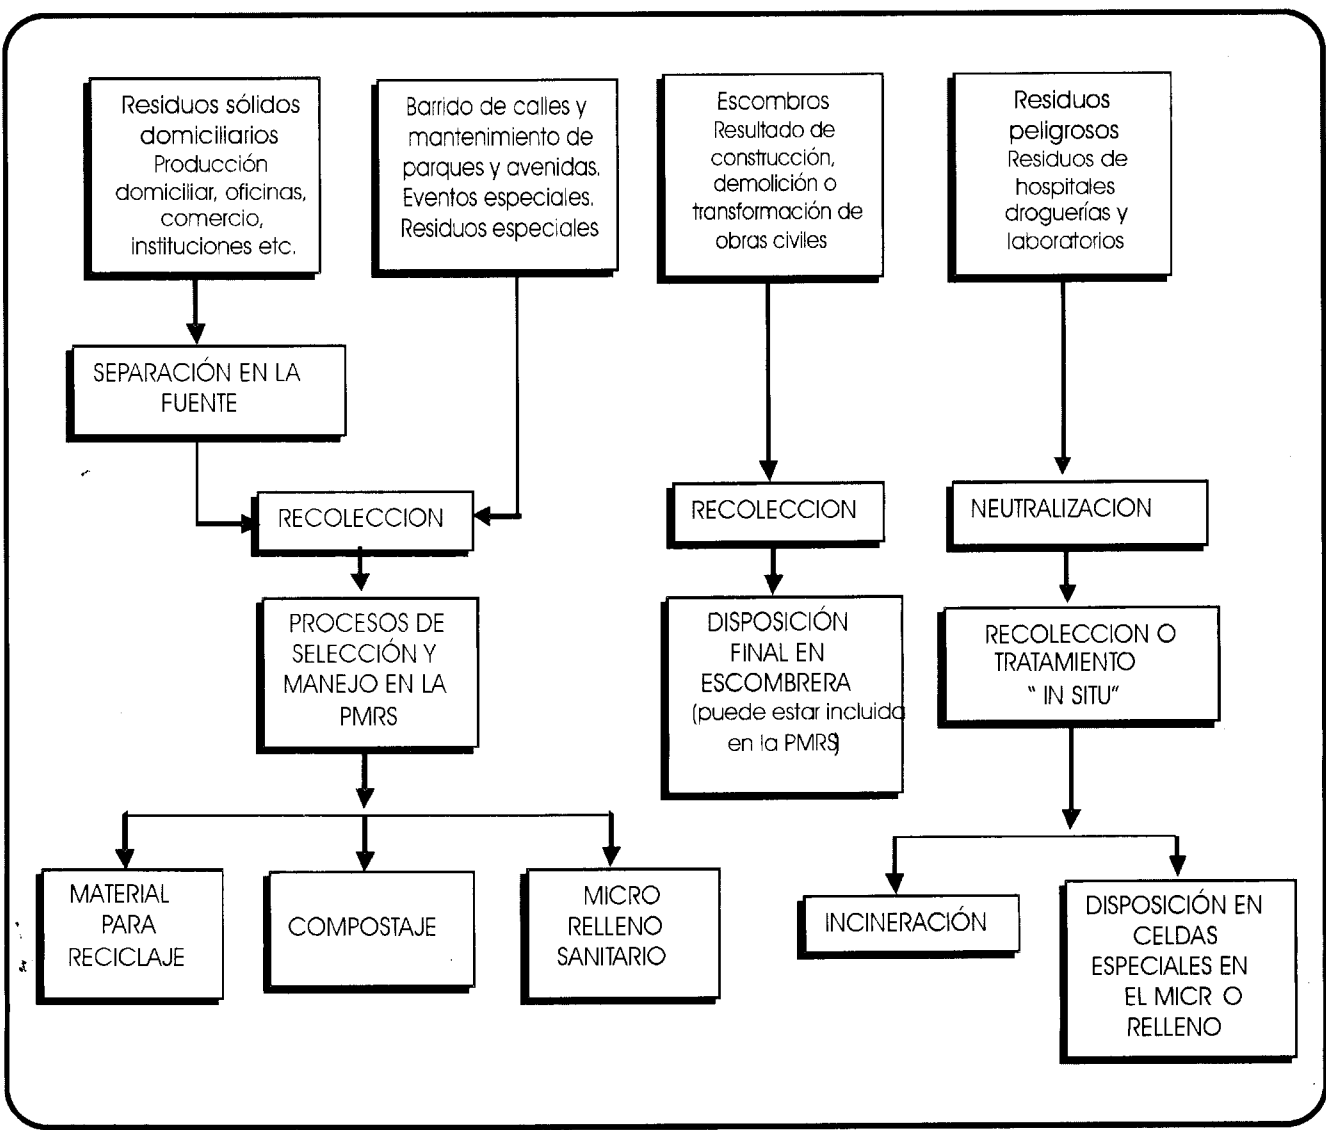 Residuos sólidos
domiciliarios
Producción
domiciliar, oficinas,
comercio,
instituciones etc.
Barrido de calles y
mantenimiento de
parques y avenidas.
Eventos especiales.
Residuos especiales
Escombros
Resultado de
construcción,
demolición o
transformación de
obras civiles
Residuos
peligrosos
Residuos de
hospitales
droguerías y
laboratorios
SEPARACIÓN EN LA
FUENTE
RECOLECCION
RECOLECCION
NEUTRALIZACION
PROCESOS DE
SELECCIÓN Y
MANEJO EN LA
PMRS
DISPOSICIÓN
FINAL EN
ESCOMBRERA
(puede estar incluida
en la PMRS)
RECOLECCION O
TRATAMIENTO
" IN SITU"
MATERIAL
PARA
RECICLAJE
COMPOSTAJE
MICRO
RELLENO
SANITARIO
INCINERACIÓN
DISPOSICIÓN EN
CELDAS
ESPECIALES EN
EL MICR O
RELLENO